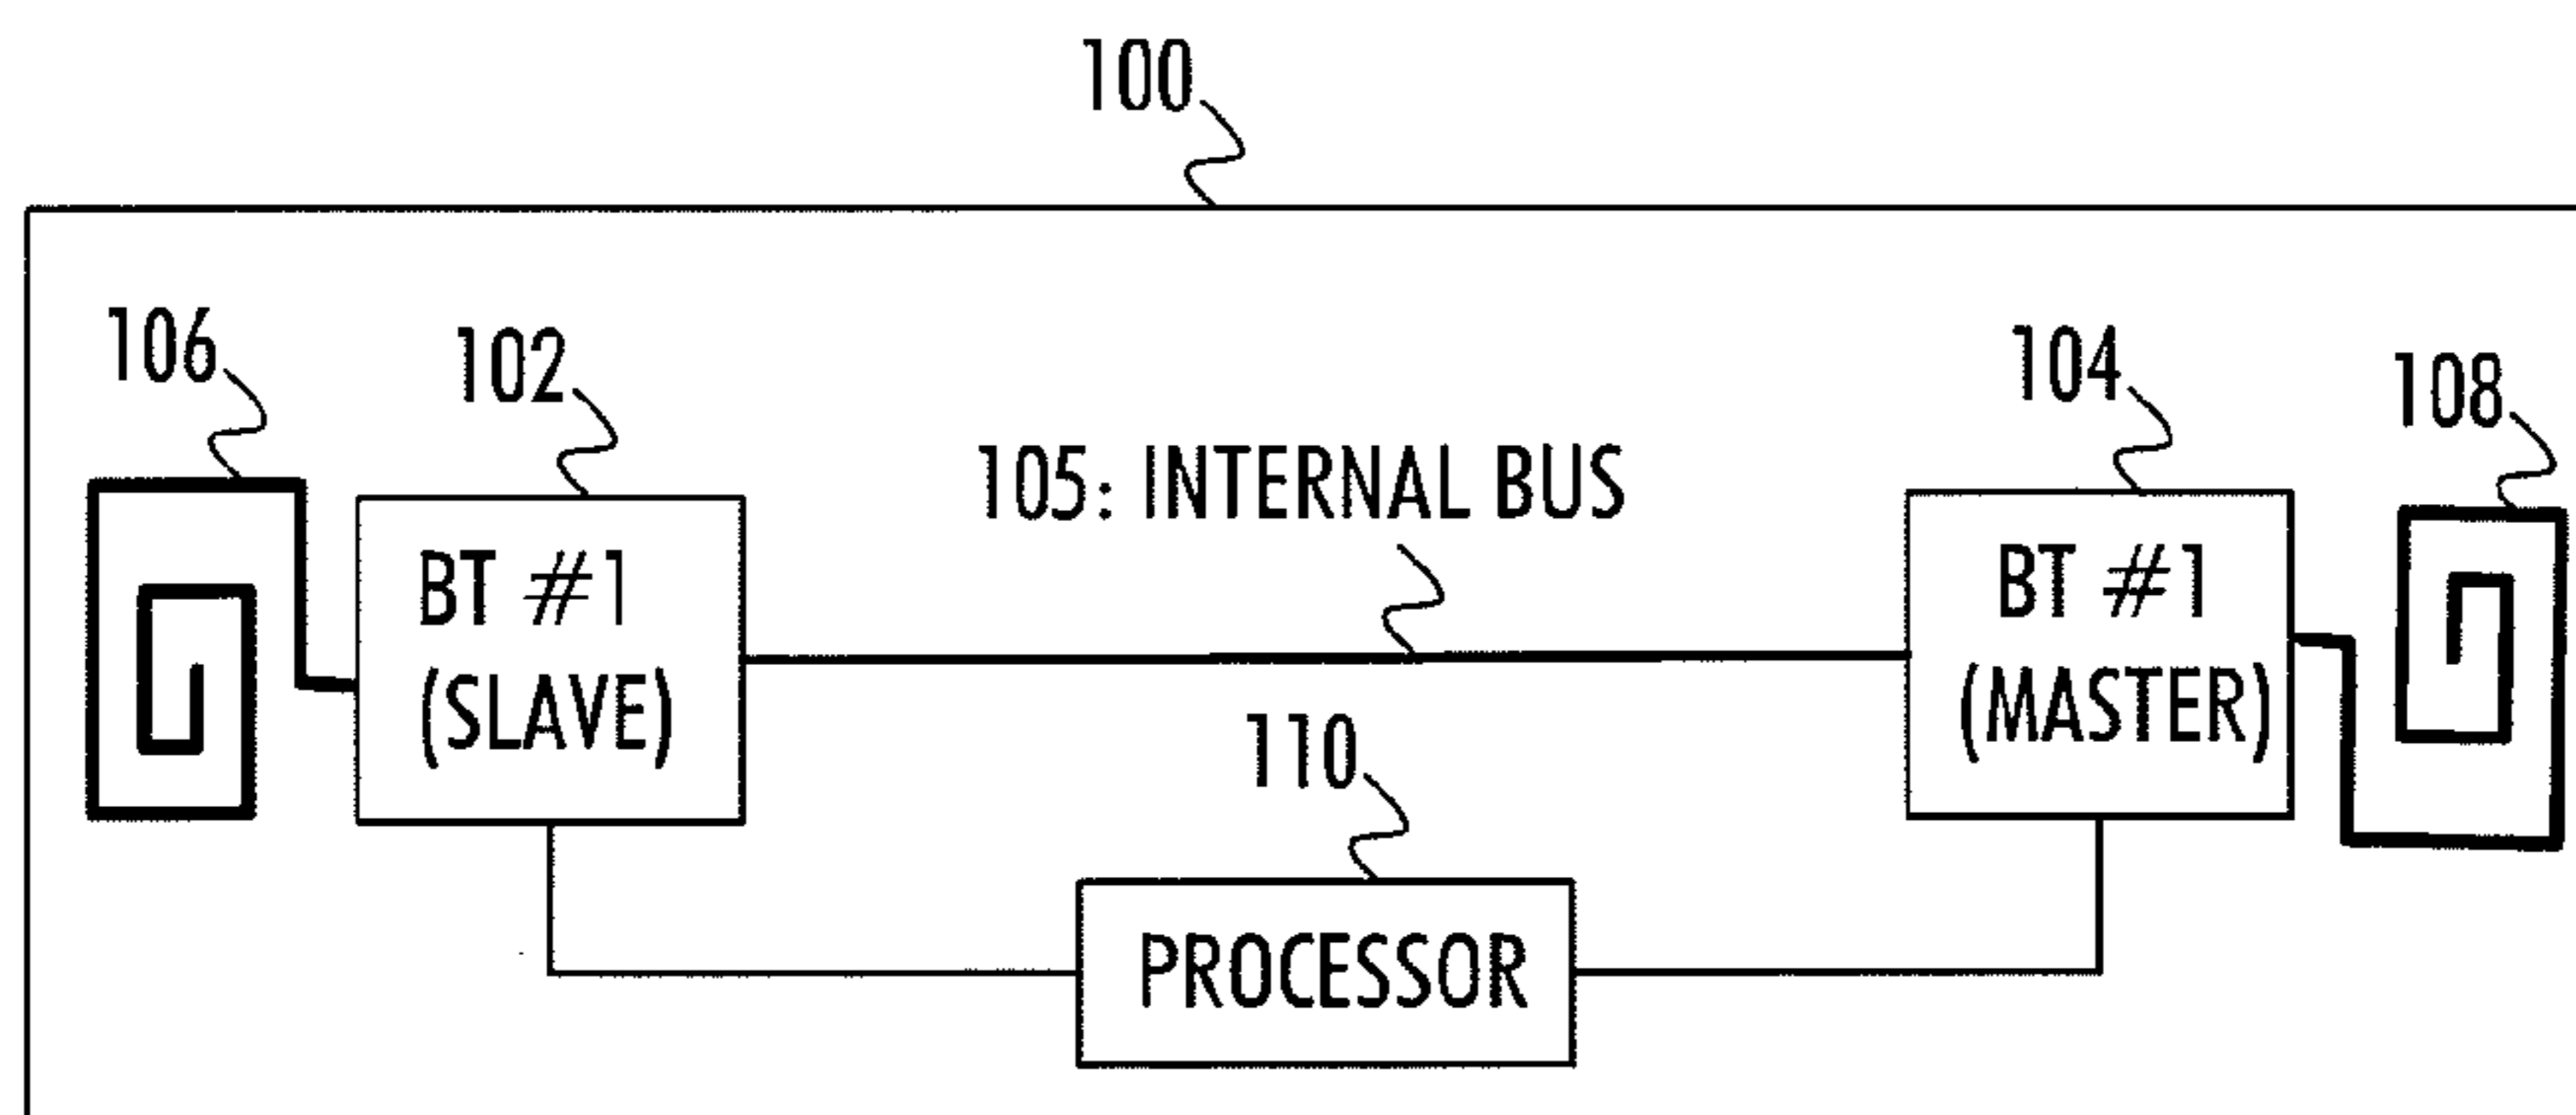 100
106
102
104
108
105: INTERNAL BUS
BT #1
(SLAVE)
BT #1
(MASTER)
110
PROCESSOR